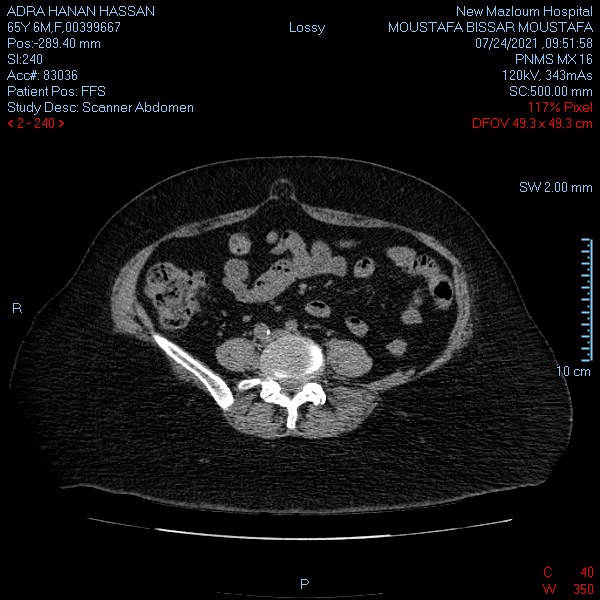 ADRA HANAN HASSAN
65Y 6M,F,00399667
Pos:-289.40 mm
SI:240
Acc#: 83036
Patient Pos: FFS
Study Desc: Scanner Abdomen
< 2 - 240 >
Lossy
New Mazloum Hospital
MOUSTAFA BISSAR MOUSTAFA
07/24/2021 ,09:51:58
PNMS MX 16
120kV, 343mAs
SC:500.00 mm
117% Pixel
DFOV 49.3 x 49.3 cm
SW 2.00 mm
R
10 cm
P
C 40
W 350